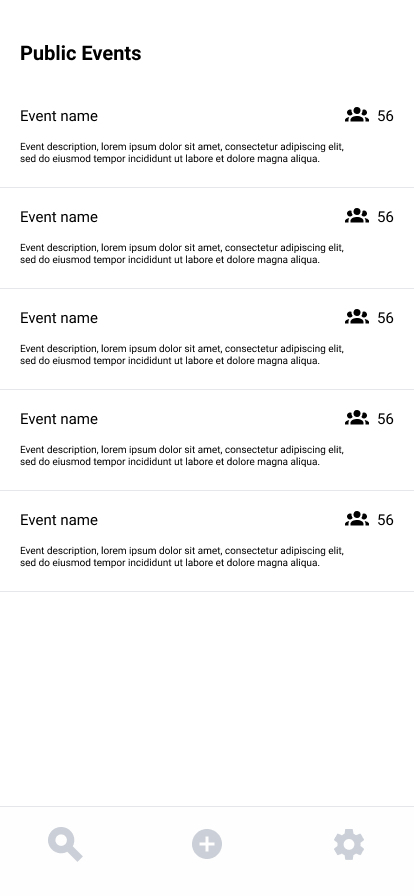 Public Events
Event name 56
Event description, lorem ipsum dolor sit amet, consectetur adipiscing elit,
sed do eiusmod tempor incididunt ut labore et dolore magna aliqua.
Event name 56
Event description, lorem ipsum dolor sit amet, consectetur adipiscing elit,
sed do eiusmod tempor incididunt ut labore et dolore magna aliqua.
Event name 56
Event description, lorem ipsum dolor sit amet, consectetur adipiscing elit,
sed do eiusmod tempor incididunt ut labore et dolore magna aliqua.
Event name 56
Event description, lorem ipsum dolor sit amet, consectetur adipiscing elit,
sed do eiusmod tempor incididunt ut labore et dolore magna aliqua.
Event name 56
Event description, lorem ipsum dolor sit amet, consectetur adipiscing elit,
sed do eiusmod tempor incididunt ut labore et dolore magna aliqua.